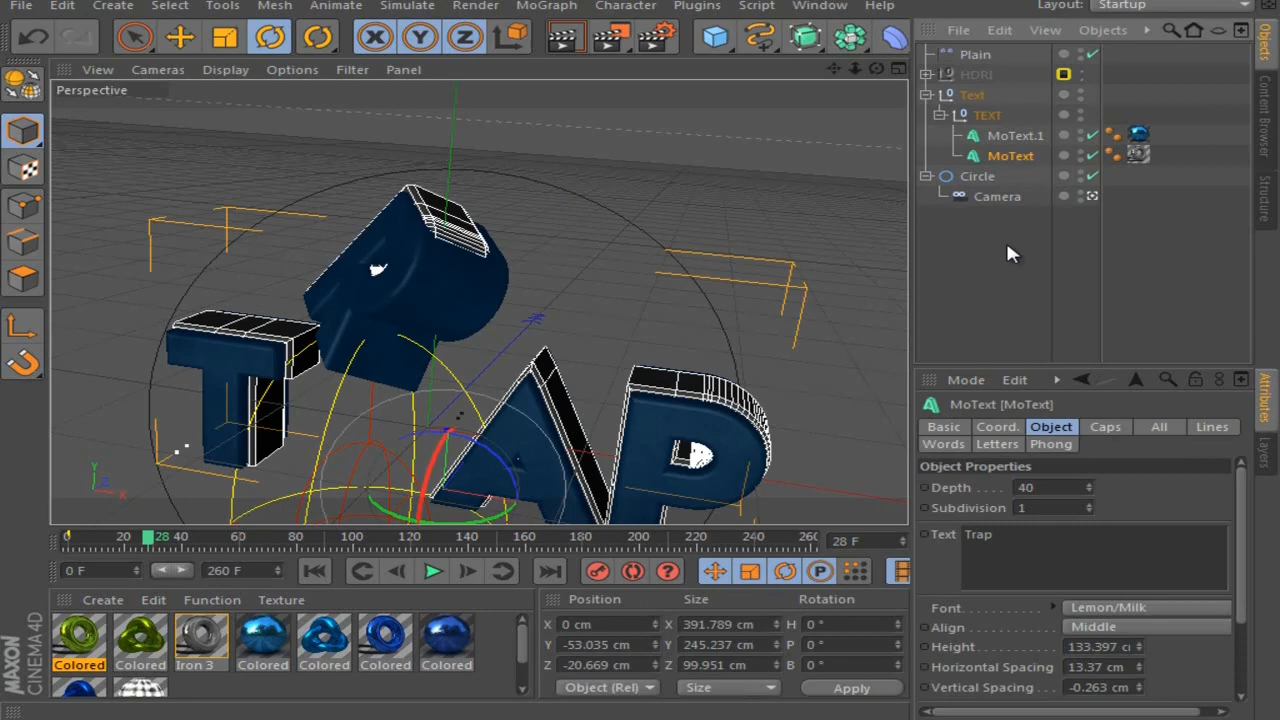 File Edit Create Select Tools Mesh Animate Simulate Render MoGraph Character Plugins Script Window Help Layout: Startup
File Edit View Objects
X Y Z
View Cameras Display Options Filter Panel
Perspective
Plain
HDRI
Text
TEXT
MoText.1
MoText
Circle
Camera
Objects
Content Browser
Structure
TRAP
Y
Z
X
Mode Edit
MoText [MoText]
Basic Coord. Object Caps All Lines
Words Letters Phong
Object Properties
Depth 40
Subdivision 1
Text Trap
Font: Lemon/Milk
Align Middle
Height 133.397
Horizontal Spacing 13.37 cm
Vertical Spacing -0.263 cm
Attributes
Layers
0 20 28 40 60 80 100 120 140 160 180 200 220 240 28 F
0 F 260 F
P
Create Edit Function Texture
Colored Colored Iron 3 Colored Colored Colored Colored
Position Size Rotation
X 0 cm X 391.789 cm H 0 °
Y -53.035 cm Y 245.237 cm P 0 °
Z -20.669 cm Z 99.951 cm B 0 °
Object (Rel) Size Apply
MAXON
CINEMA 4D